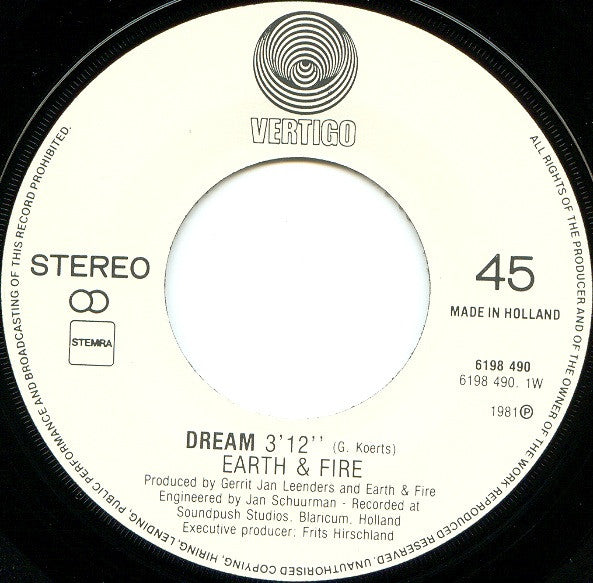 VERTIGO
STEREO
STEMRA
45
MADE IN HOLLAND
6198 490
6198 490. 1W
1981 Ⓟ
DREAM 3'12'' (G. Koerts)
EARTH & FIRE
Produced by Gerrit Jan Leenders and Earth & Fire
Engineered by Jan Schuurman - Recorded at
Soundpush Studios, Blaricum, Holland
Executive producer: Frits Hirschland
ALL RIGHTS OF THE PRODUCER AND OF THE OWNER OF THE WORK REPRODUCED RESERVED. UNAUTHORISED COPYING, HIRING, LENDING, PUBLIC PERFORMANCE AND BROADCASTING OF THIS RECORD PROHIBITED.